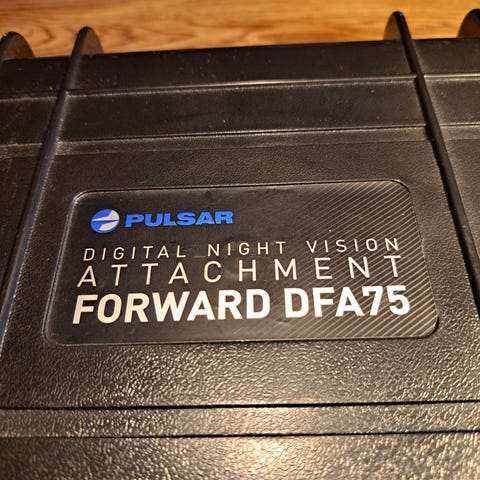 PULSAR
DIGITAL NIGHT VISION
ATTACHMENT
FORWARD DFA75